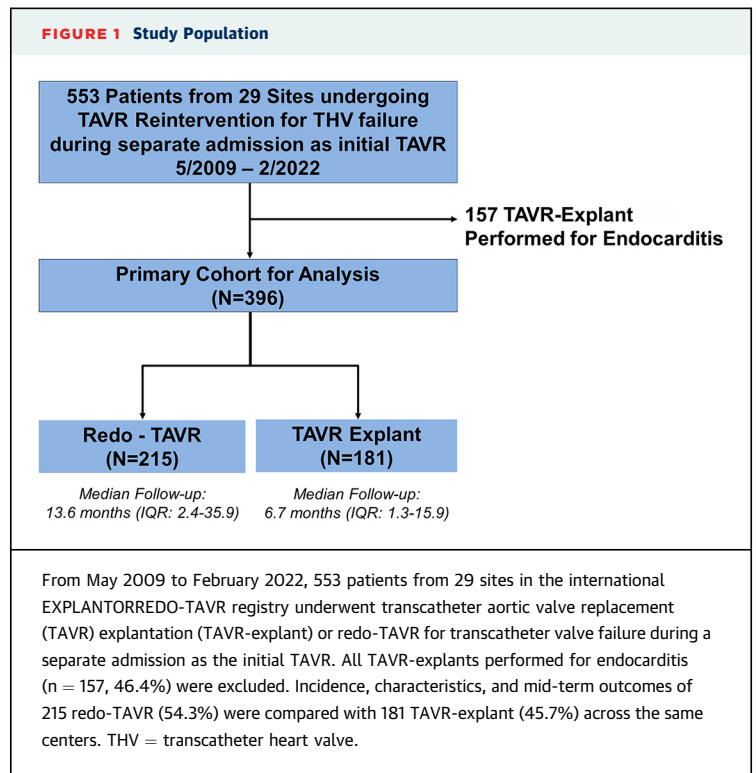 FIGURE 1 Study Population
553 Patients from 29 Sites undergoing
TAVR Reintervention for THV failure
during separate admission as initial TAVR
5/2009 – 2/2022
157 TAVR-Explant
Performed for Endocarditis
Primary Cohort for Analysis
(N=396)
Redo - TAVR
(N=215)
TAVR Explant
(N=181)
Median Follow-up:
13.6 months (IQR: 2.4-35.9)
Median Follow-up:
6.7 months (IQR: 1.3-15.9)
From May 2009 to February 2022, 553 patients from 29 sites in the international
EXPLANTORREDO-TAVR registry underwent transcatheter aortic valve replacement
(TAVR) explantation (TAVR-explant) or redo-TAVR for transcatheter valve failure during a
separate admission as the initial TAVR. All TAVR-explants performed for endocarditis
(n = 157, 46.4%) were excluded. Incidence, characteristics, and mid-term outcomes of
215 redo-TAVR (54.3%) were compared with 181 TAVR-explant (45.7%) across the same
centers. THV = transcatheter heart valve.